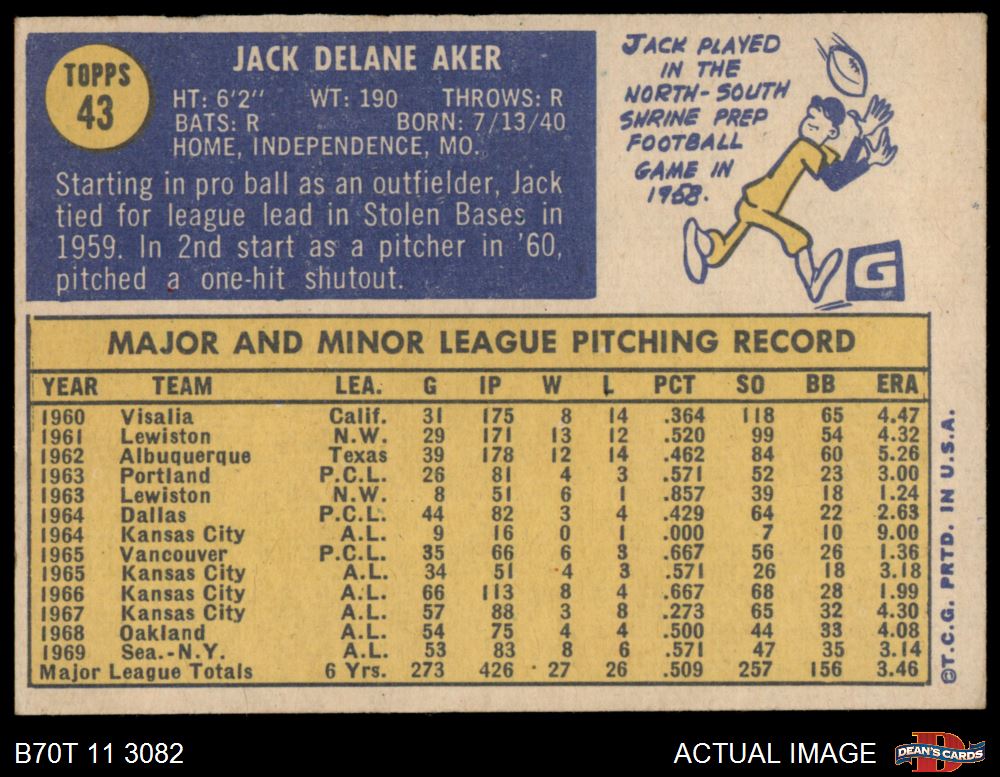 TOPPS
43
JACK DELANE AKER
HT: 6'2" WT: 190 THROWS: R
BATS: R BORN: 7/13/40
HOME, INDEPENDENCE, MO.
Starting in pro ball as an outfielder, Jack
tied for league lead in Stolen Bases in
1959. In 2nd start as a pitcher in '60,
pitched a one-hit shutout.
JACK PLAYED
IN THE
NORTH-SOUTH
SHRINE PREP
FOOTBALL
GAME IN
1958.
G
MAJOR AND MINOR LEAGUE PITCHING RECORD
YEAR TEAM LEA. G IP W L PCT SO BB ERA
1960 Visalia Calif. 31 175 8 14 .364 118 65 4.47
1961 Lewiston N.W. 29 171 13 12 .520 99 54 4.32
1962 Albuquerque Texas 39 178 12 14 .462 84 60 5.26
1963 Portland P.C.L. 26 81 4 3 .571 52 23 3.00
1963 Lewiston N.W. 8 51 6 1 .857 39 18 1.24
1964 Dallas P.C.L. 44 82 3 4 .429 64 22 2.63
1964 Kansas City A.L. 9 16 0 1 .000 7 10 9.00
1965 Vancouver P.C.L. 35 66 6 3 .667 56 26 1.36
1965 Kansas City A.L. 34 51 4 3 .571 26 18 3.18
1966 Kansas City A.L. 66 113 8 4 .667 68 28 1.99
1967 Kansas City A.L. 57 88 3 8 .273 65 32 4.30
1968 Oakland A.L. 54 75 4 4 .500 44 33 4.08
1969 Sea.-N.Y. A.L. 53 83 8 6 .571 47 35 3.14
Major League Totals 6 Yrs. 273 426 27 26 .509 257 156 3.46
©T.C.G. PRTD. IN U.S.A.
B70T 11 3082
ACTUAL IMAGE
D
DEAN'S CARDS